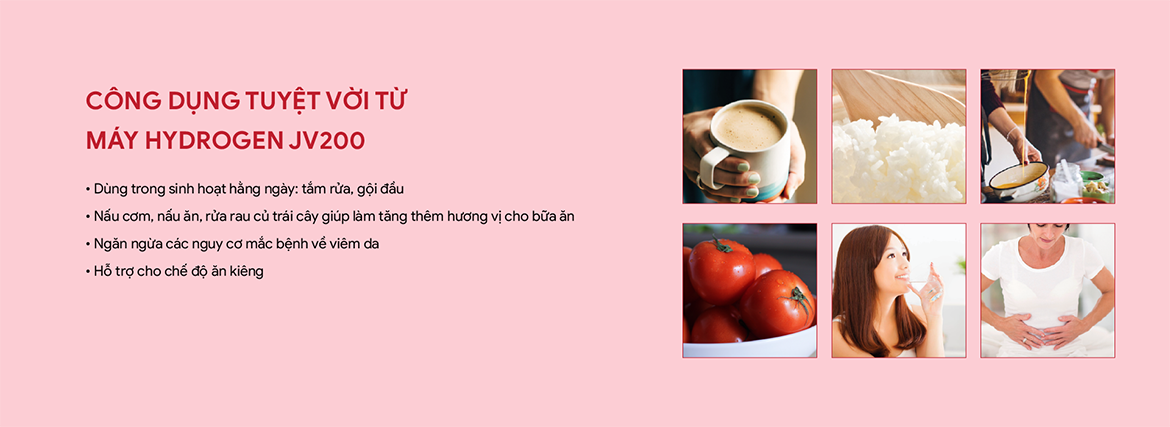 CÔNG DỤNG TUYỆT VỜI TỪ
MÁY HYDROGEN JV200
• Dùng trong sinh hoạt hằng ngày: tắm rửa, gội đầu
• Nấu cơm, nấu ăn, rửa rau củ trái cây giúp làm tăng thêm hương vị cho bữa ăn
• Ngăn ngừa các nguy cơ mắc bệnh về viêm da
• Hỗ trợ cho chế độ ăn kiêng